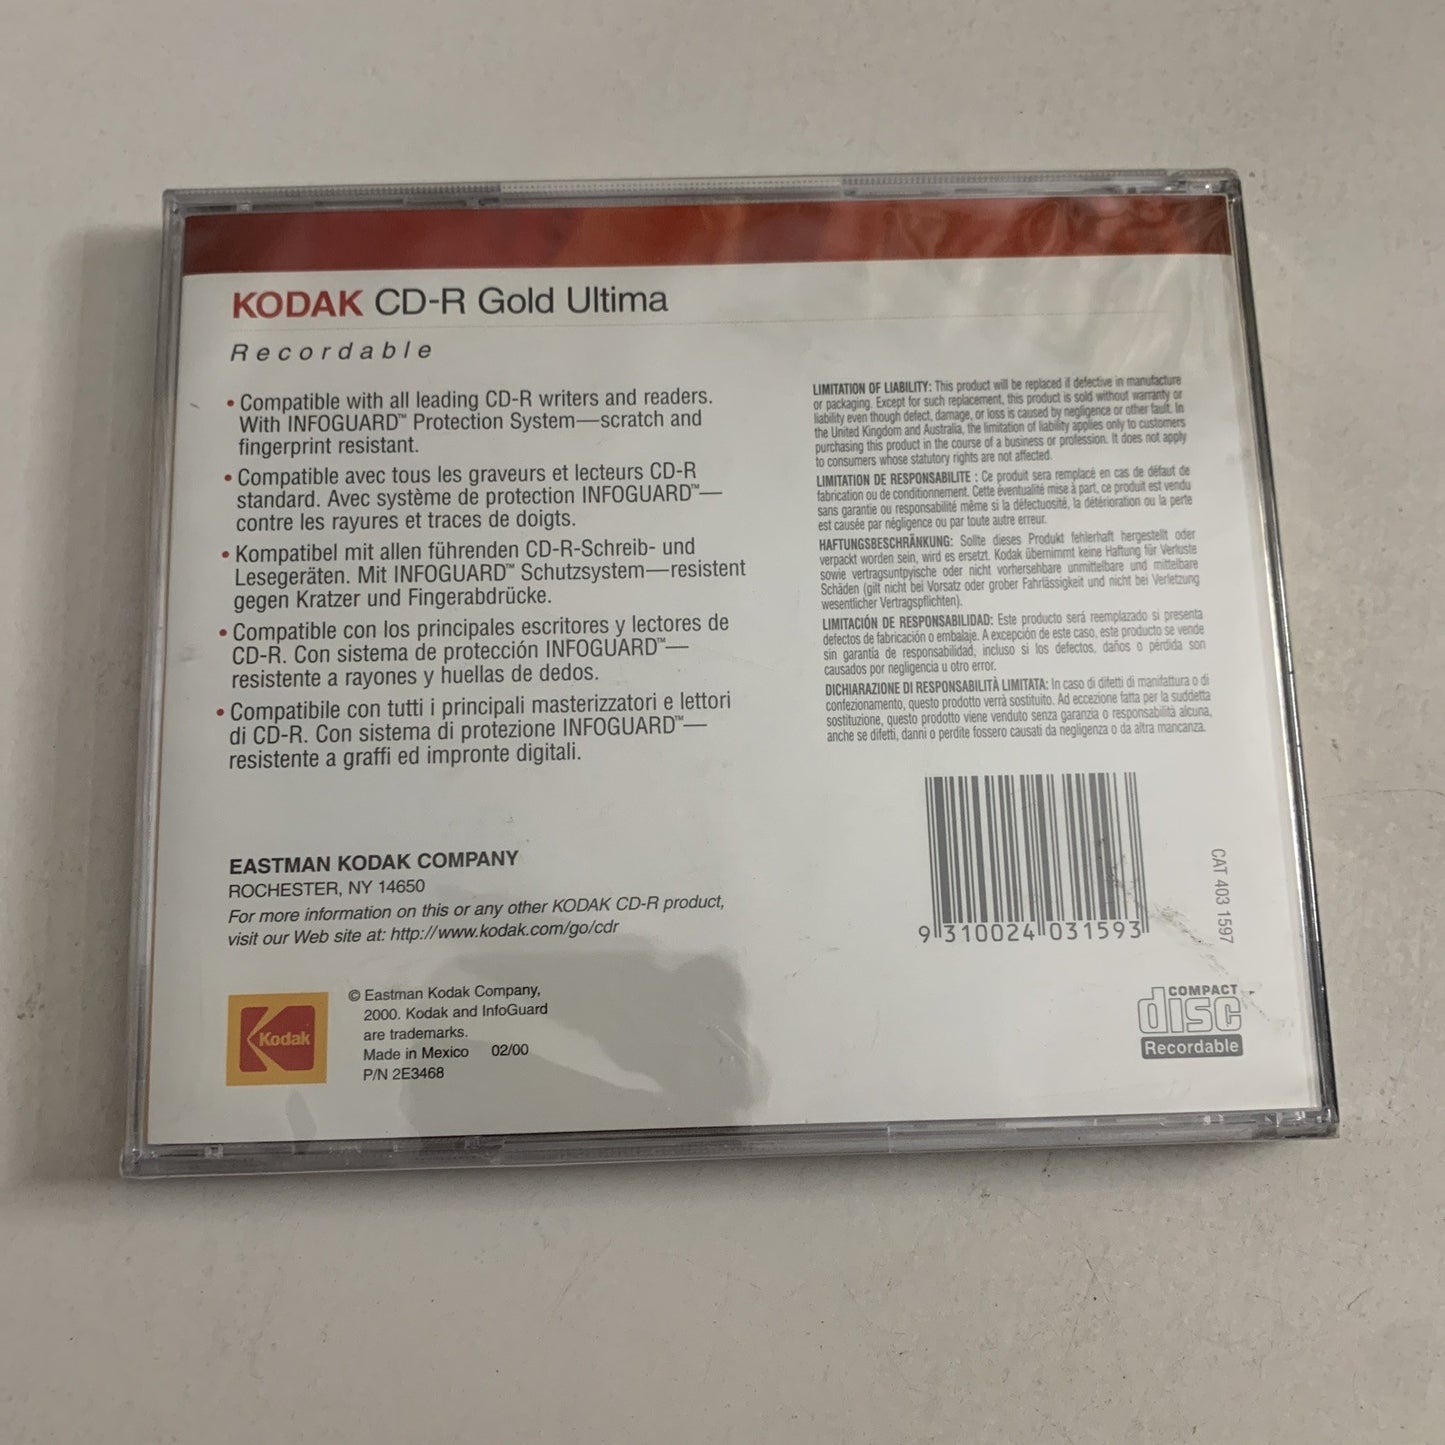 KODAK CD-R Gold Ultima
Recordable
• Compatible with all leading CD-R writers and readers.
With INFOGUARD™ Protection System—scratch and
fingerprint resistant.
• Compatible avec tous les graveurs et lecteurs CD-R
standard. Avec système de protection INFOGUARD™—
contre les rayures et traces de doigts.
• Kompatibel mit allen führenden CD-R-Schreib- und
Lesegeräten. Mit INFOGUARD™ Schutzsystem—resistent
gegen Kratzer und Fingerabdrücke.
• Compatible con los principales escritores y lectores de
CD-R. Con sistema de protección INFOGUARD™—
resistente a rayones y huellas de dedos.
• Compatibile con tutti i principali masterizzatori e lettori
di CD-R. Con sistema di protezione INFOGUARD™—
resistente a graffi ed impronte digitali.
EASTMAN KODAK COMPANY
ROCHESTER, NY 14650
For more information on this or any other KODAK CD-R product,
visit our Web site at: http://www.kodak.com/go/cdr
Kodak
© Eastman Kodak Company,
2000. Kodak and InfoGuard
are trademarks.
Made in Mexico 02/00
P/N 2E3468
LIMITATION OF LIABILITY: This product will be replaced if defective in manufacture
or packaging. Except for such replacement, this product is sold without warranty or
liability even though defect, damage, or loss is caused by negligence or other fault. In
the United Kingdom and Australia, the limitation of liability applies only to customers
purchasing this product in the course of a business or profession. It does not apply
to consumers whose statutory rights are not affected.
LIMITATION DE RESPONSABILITE : Ce produit sera remplacé en cas de défaut de
fabrication ou de conditionnement. Cette éventualité mise à part, ce produit est vendu
sans garantie ou responsabilité même si la défectuosité, la détérioration ou la perte
est causée par négligence ou par toute autre erreur.
HAFTUNGSBESCHRÄNKUNG: Sollte dieses Produkt fehlerhaft hergestellt oder
verpackt worden sein, wird es ersetzt. Kodak übernimmt keine Haftung für Verluste
sowie vertragsuntpyische oder nicht vorhersehbare unmittelbare und mittelbare
Schäden (gilt nicht bei Vorsatz oder grober Fahrlässigkeit und nicht bei Verletzung
wesentlicher Vertragspflichten).
LIMITACIÓN DE RESPONSABILIDAD: Este producto será reemplazado si presenta
defectos de fabricación o embalaje. A excepción de este caso, este producto se vende
sin garantía de responsabilidad, incluso si los defectos, daños o pérdida son
causados por negligencia u otro error.
DICHIARAZIONE DI RESPONSABILITÀ LIMITATA: In caso di difetti di manifattura o di
confezionamento, questo prodotto verrà sostituito. Ad eccezione fatta per la suddetta
sostituzione, questo prodotto viene venduto senza garanzia o responsabilità alcuna,
anche se difetti, danni o perdite fossero causati da negligenza o da altra mancanza.
9 310024 031593
CAT 403 1597
COMPACT
disc
Recordable